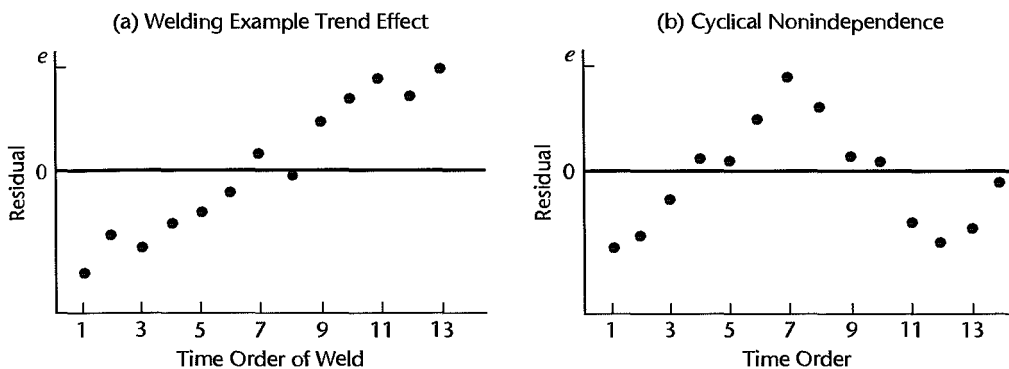 (a) Welding Example Trend Effect
e
0
Residual
1 3 5 7 9 11 13
Time Order of Weld
(b) Cyclical Nonindependence
e
0
Residual
1 3 5 7 9 11 13
Time Order